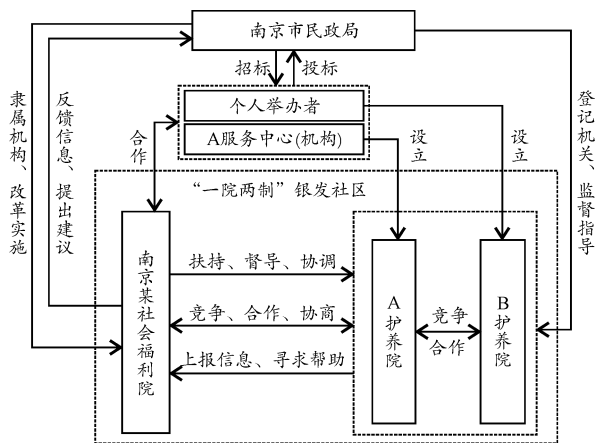 南京市民政局
招标
投标
个人举办者
A服务中心(机构)
隶属机构、改革实施
反馈信息、提出建议
合作
设立
设立
登记机关、监督指导
“一院两制”银发社区
南京某社会福利院
扶持、督导、协调
竞争、合作、协商
上报信息、寻求帮助
A护养院
竞争
合作
B护养院